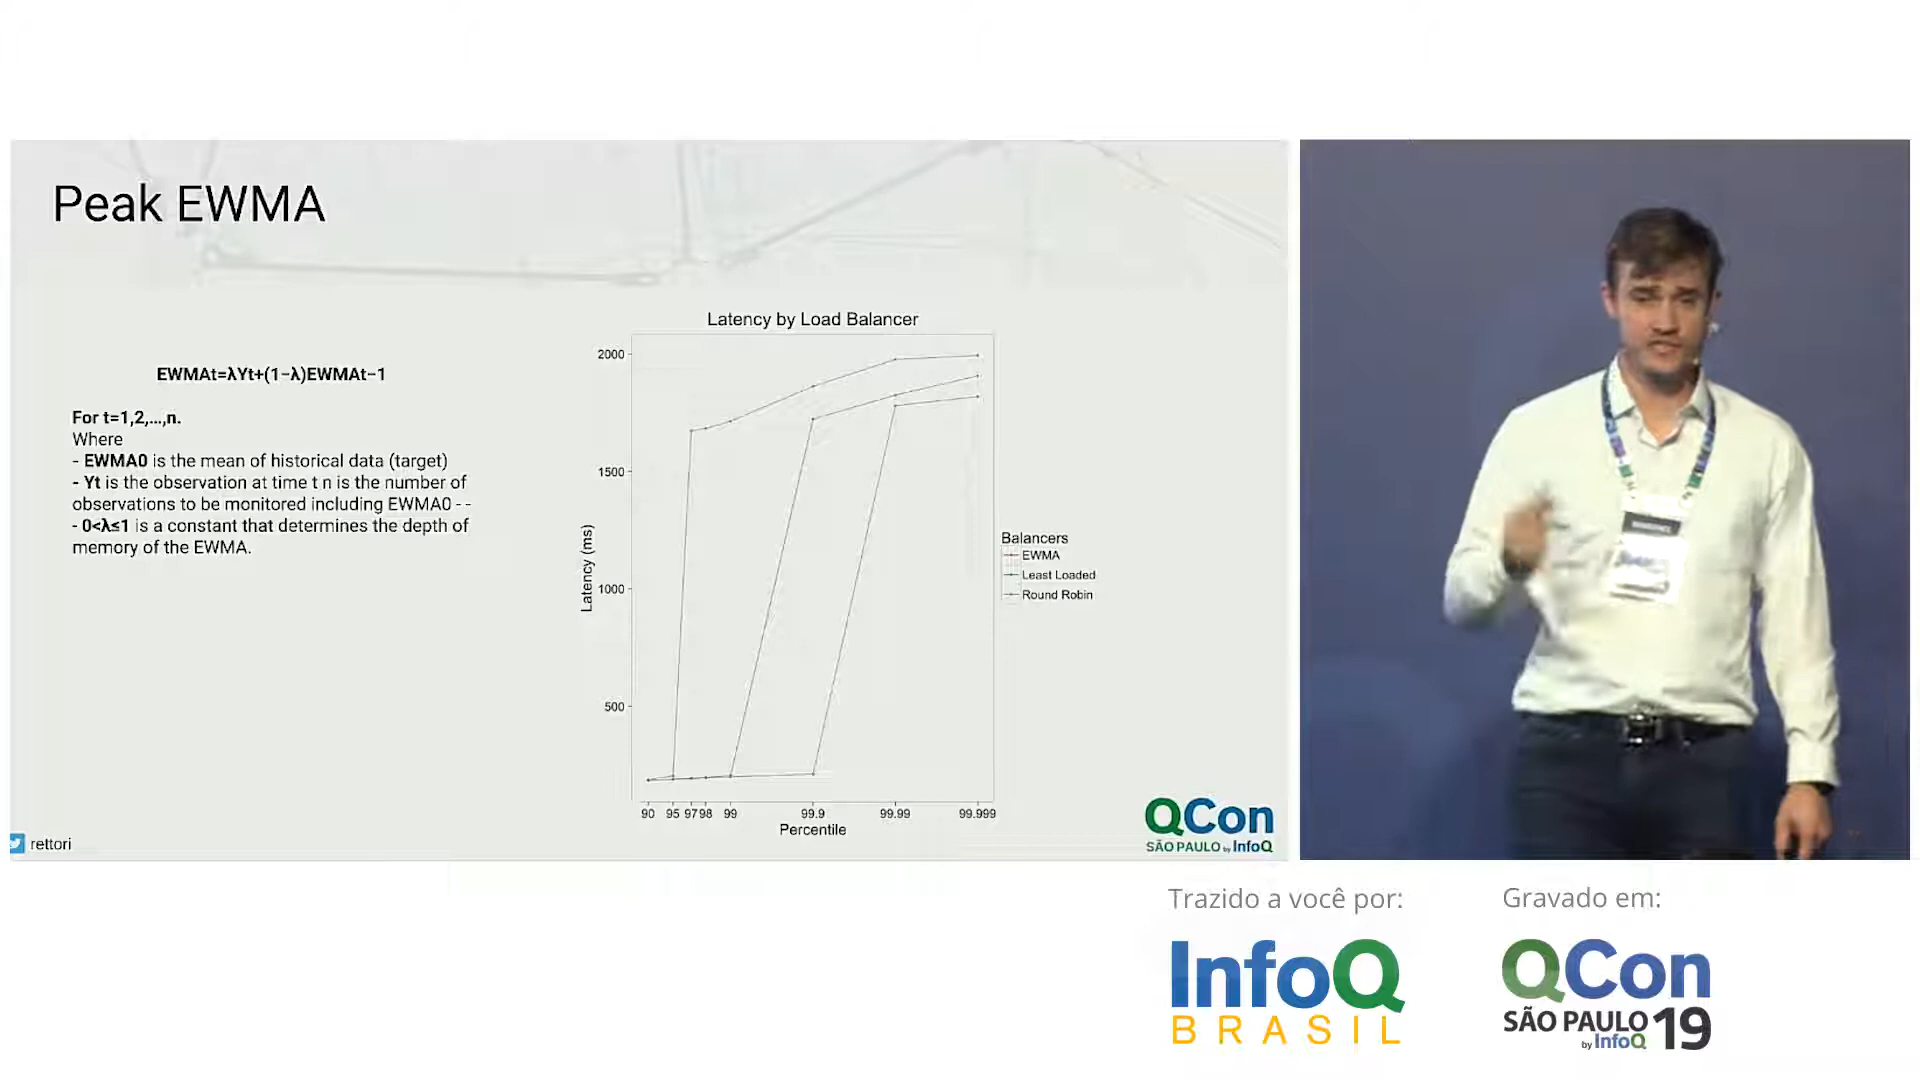 Peak EWMA
EWMAt=λYt+(1−λ)EWMAt−1
For t=1,2,...,n.
Where
- EWMA0 is the mean of historical data (target)
- Yt is the observation at time t n is the number of
observations to be monitored including EWMA0 - -
- 0<λ≤1 is a constant that determines the depth of
memory of the EWMA.
Latency by Load Balancer
2000
1500
1000
500
Latency (ms)
90 95 97 98 99 99.9 99.99 99.999
Percentile
Balancers
EWMA
Least Loaded
Round Robin
rettori
QCon
SÃO PAULO by InfoQ
Trazido a você por:
InfoQ
BRASIL
Gravado em:
QCon
SÃO PAULO 19
by InfoQ